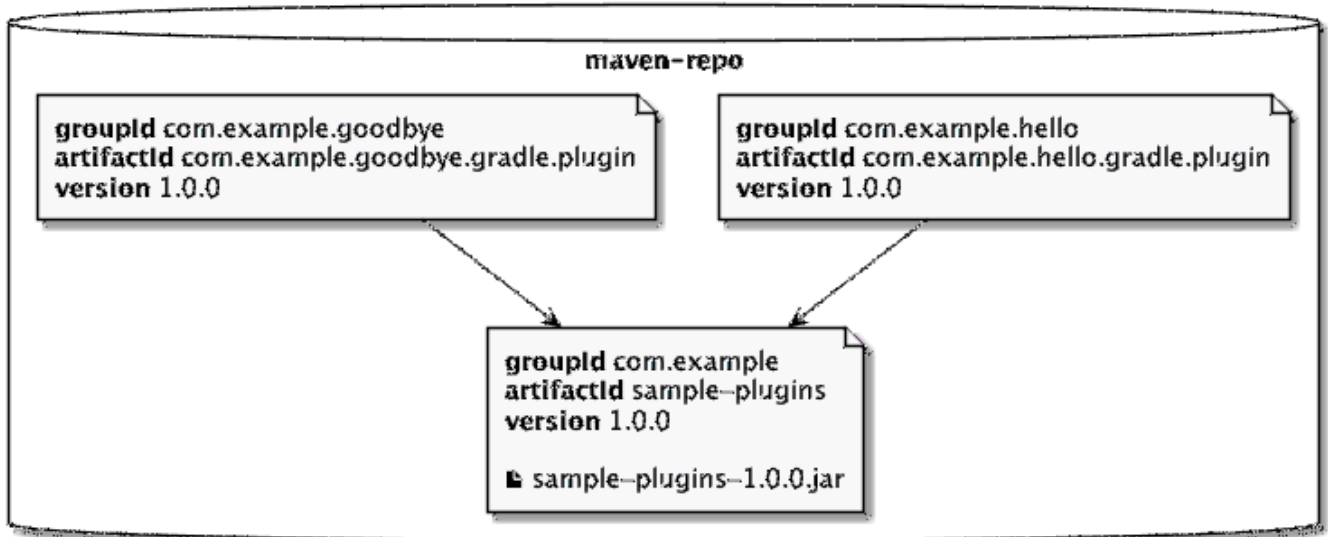 maven-repo
groupId com.example.goodbye
artifactId com.example.goodbye.gradle.plugin
version 1.0.0
groupId com.example.hello
artifactId com.example.hello.gradle.plugin
version 1.0.0
groupId com.example
artifactId sample-plugins
version 1.0.0
sample-plugins-1.0.0.jar